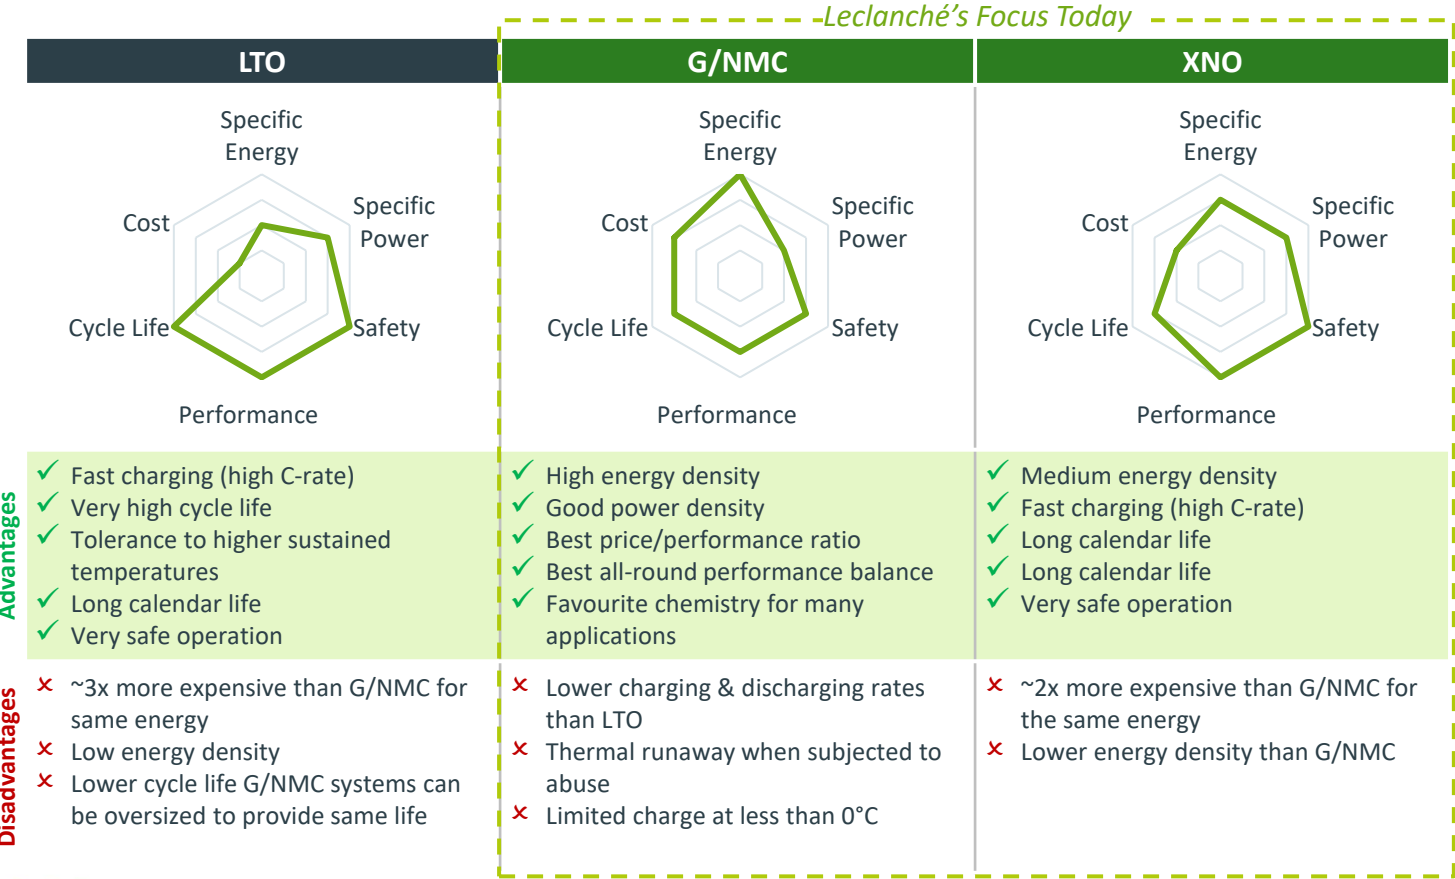 Leclanché’s Focus Today
LTO
G/NMC
XNO
Specific
Energy
Specific
Power
Cost
Cycle Life
Safety
Performance
Specific
Energy
Specific
Power
Cost
Cycle Life
Safety
Performance
Specific
Energy
Specific
Power
Cost
Cycle Life
Safety
Performance
Advantages
Fast charging (high C-rate)
Very high cycle life
Tolerance to higher sustained
temperatures
Long calendar life
Very safe operation
High energy density
Good power density
Best price/performance ratio
Best all-round performance balance
Favourite chemistry for many
applications
Medium energy density
Fast charging (high C-rate)
Long calendar life
Long calendar life
Very safe operation
Disadvantages
~3x more expensive than G/NMC for
same energy
Low energy density
Lower cycle life G/NMC systems can
be oversized to provide same life
Lower charging & discharging rates
than LTO
Thermal runaway when subjected to
abuse
Limited charge at less than 0°C
~2x more expensive than G/NMC for
the same energy
Lower energy density than G/NMC